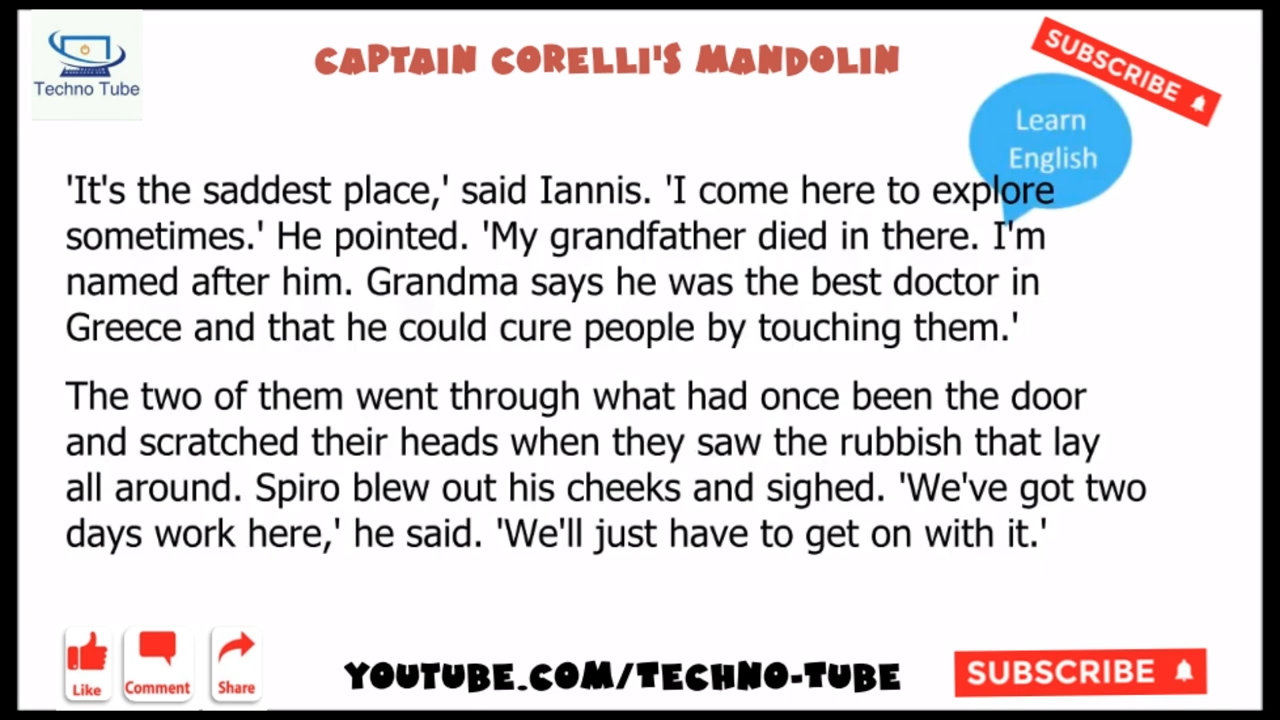 Techno Tube
CAPTAIN CORELLI'S MANDOLIN
SUBSCRIBE
Learn
English
'It's the saddest place,' said Iannis. 'I come here to explore
sometimes.' He pointed. 'My grandfather died in there. I'm
named after him. Grandma says he was the best doctor in
Greece and that he could cure people by touching them.'
The two of them went through what had once been the door
and scratched their heads when they saw the rubbish that lay
all around. Spiro blew out his cheeks and sighed. 'We've got two
days work here,' he said. 'We'll just have to get on with it.'
Like
Comment
Share
YOUTUBE.COM/TECHNO-TUBE
SUBSCRIBE